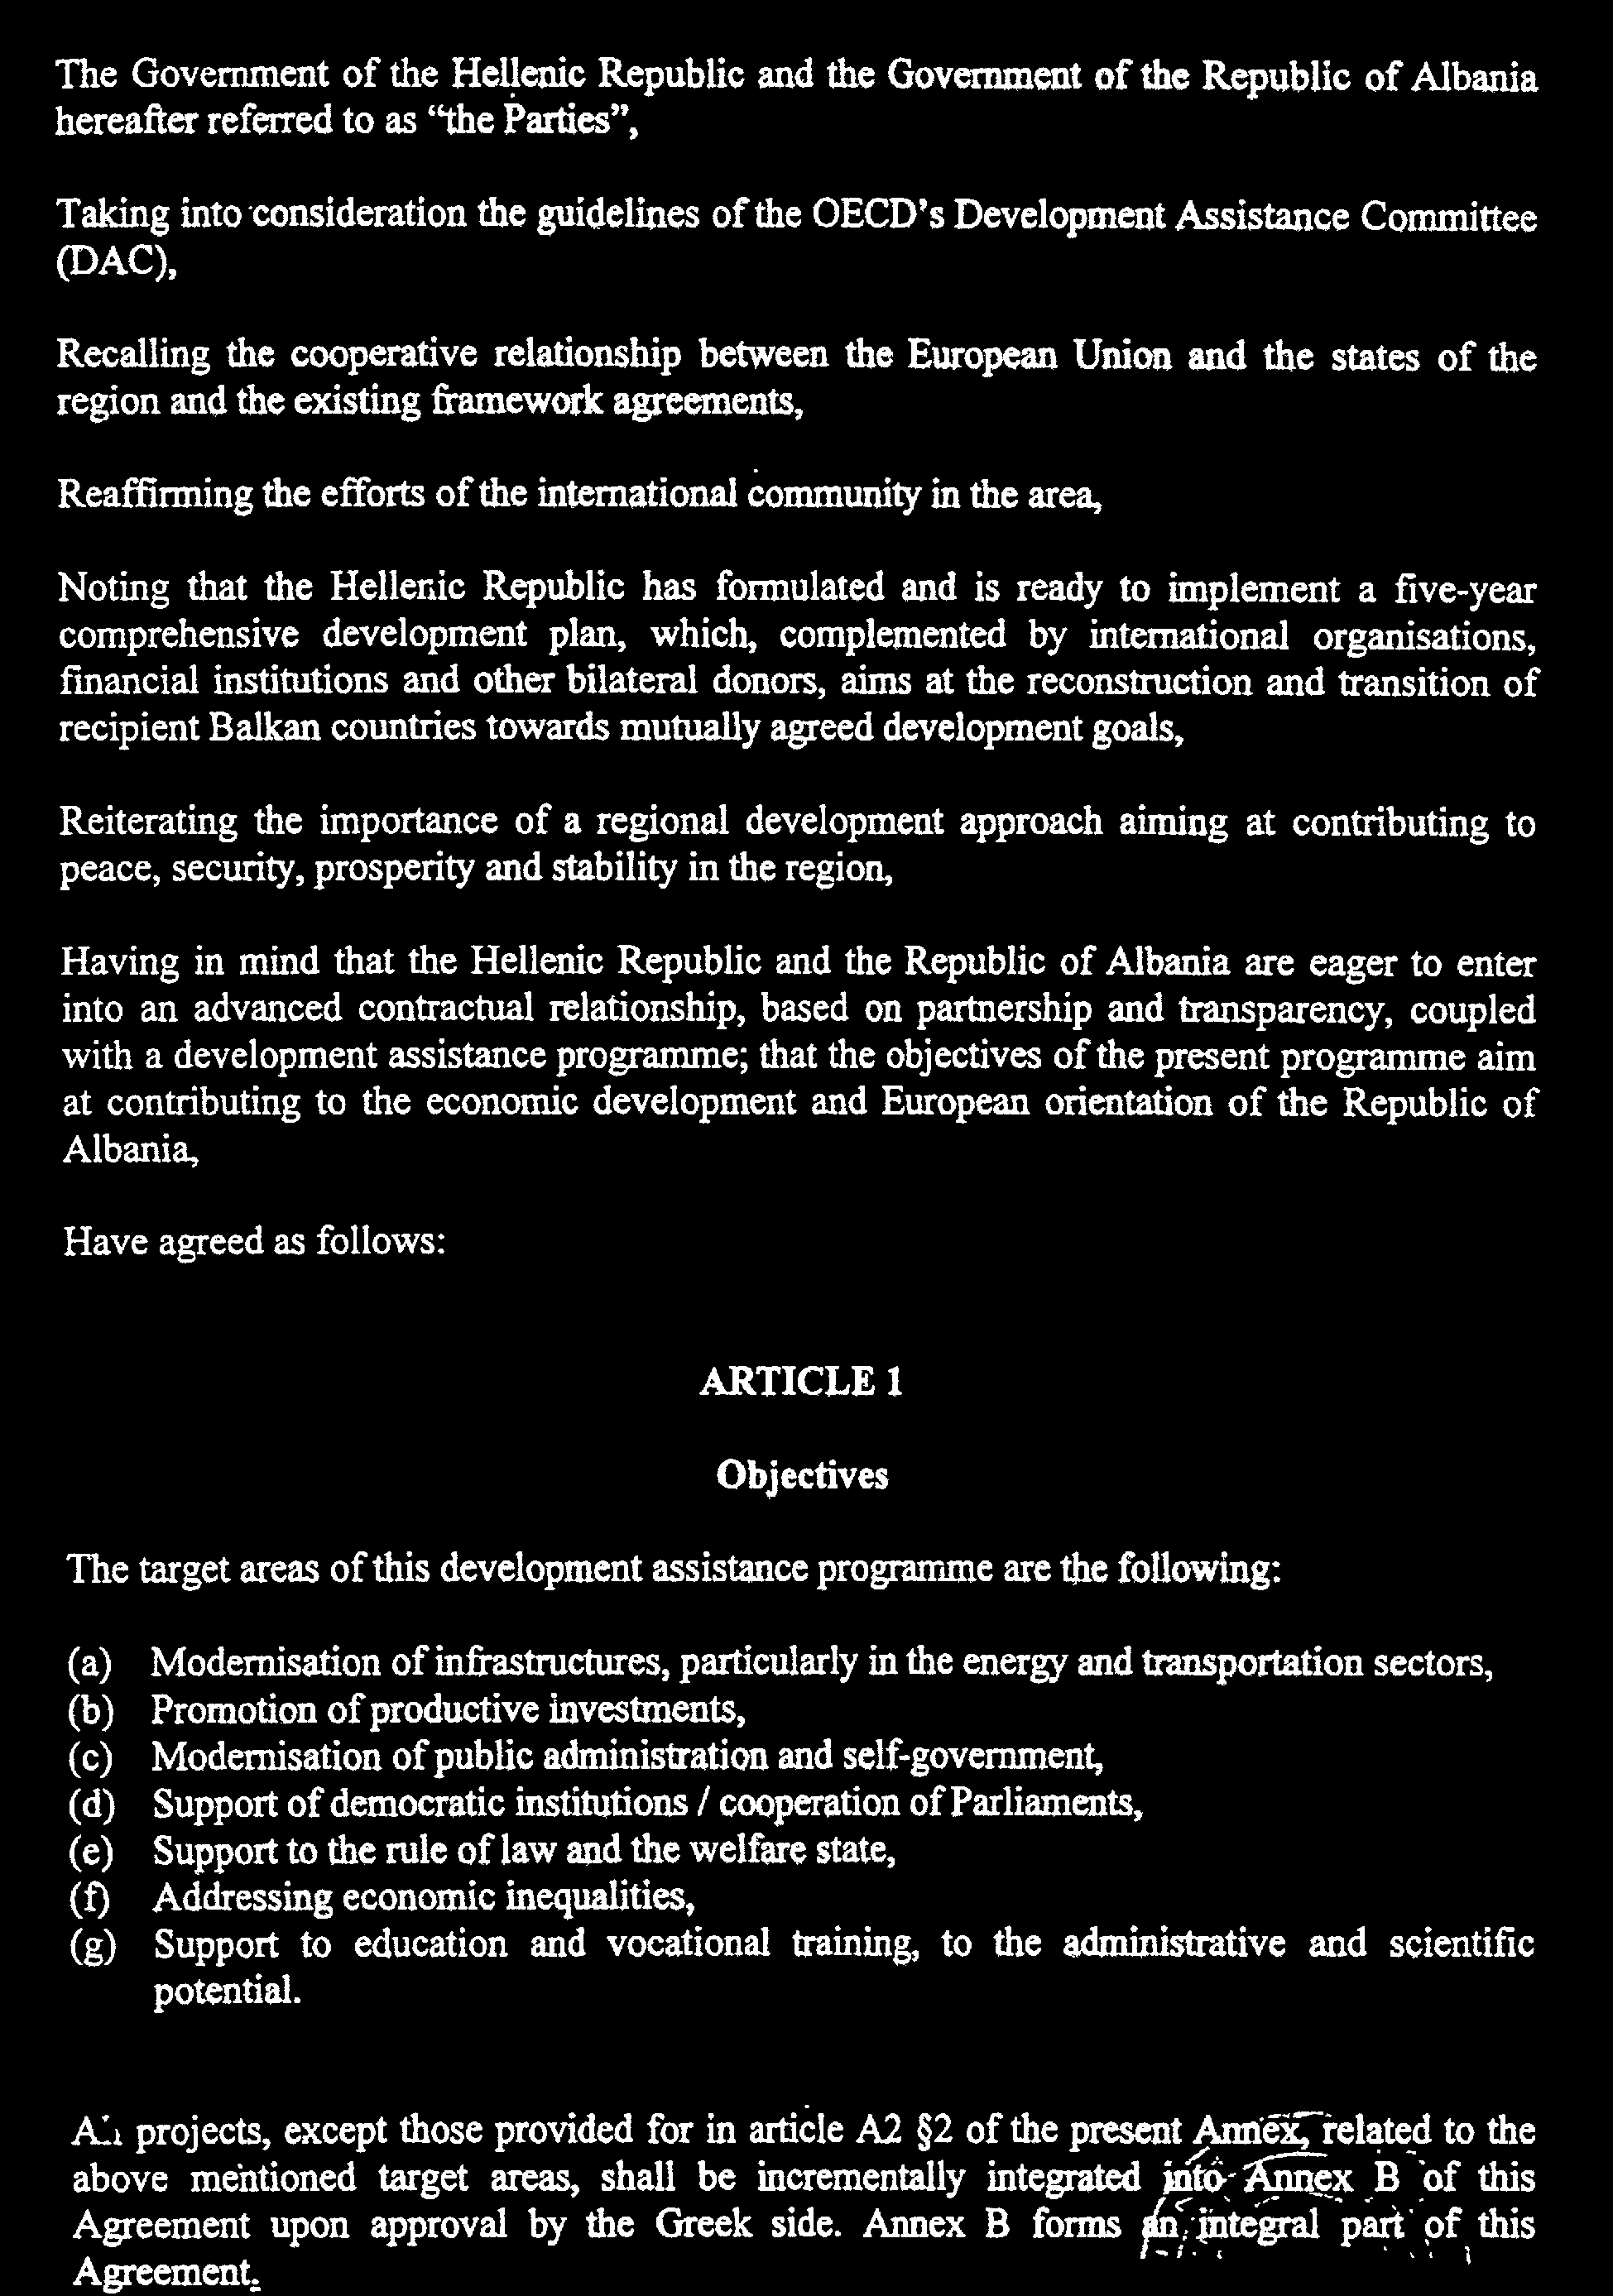 The Government of the Hellenic Republic and the Government of the Republic of Albania
hereafter referred to as “the Parties”,
Taking into consideration the guidelines of the OECD’s Development Assistance Committee
(DAC),
Recalling the cooperative relationship between the European Union and the states of the
region and the existing framework agreements,
Reaffirming the efforts of the international community in the area,
Noting that the Hellenic Republic has formulated and is ready to implement a five-year
comprehensive development plan, which, complemented by international organisations,
financial institutions and other bilateral donors, aims at the reconstruction and transition of
recipient Balkan countries towards mutually agreed development goals,
Reiterating the importance of a regional development approach aiming at contributing to
peace, security, prosperity and stability in the region,
Having in mind that the Hellenic Republic and the Republic of Albania are eager to enter
into an advanced contractual relationship, based on partnership and transparency, coupled
with a development assistance programme; that the objectives of the present programme aim
at contributing to the economic development and European orientation of the Republic of
Albania,
Have agreed as follows:
ARTICLE 1
Objectives
The target areas of this development assistance programme are the following:
(a) Modernisation of infrastructures, particularly in the energy and transportation sectors,
(b) Promotion of productive investments,
(c) Modernisation of public administration and self-government,
(d) Support of democratic institutions / cooperation of Parliaments,
(e) Support to the rule of law and the welfare state,
(f) Addressing economic inequalities,
(g) Support to education and vocational training, to the administrative and scientific
potential.
All projects, except those provided for in article A2 §2 of the present Annex, related to the
above mentioned target areas, shall be incrementally integrated into Annex B of this
Agreement upon approval by the Greek side. Annex B forms an integral part of this
Agreement.